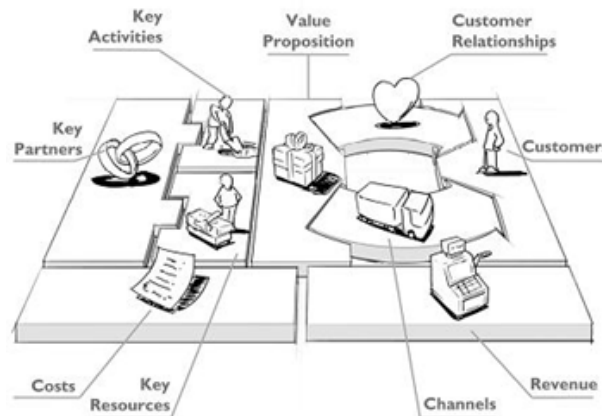 Key
Activities
Value
Proposition
Customer
Relationships
Key
Partners
Customer
Costs
Key
Resources
Channels
Revenue